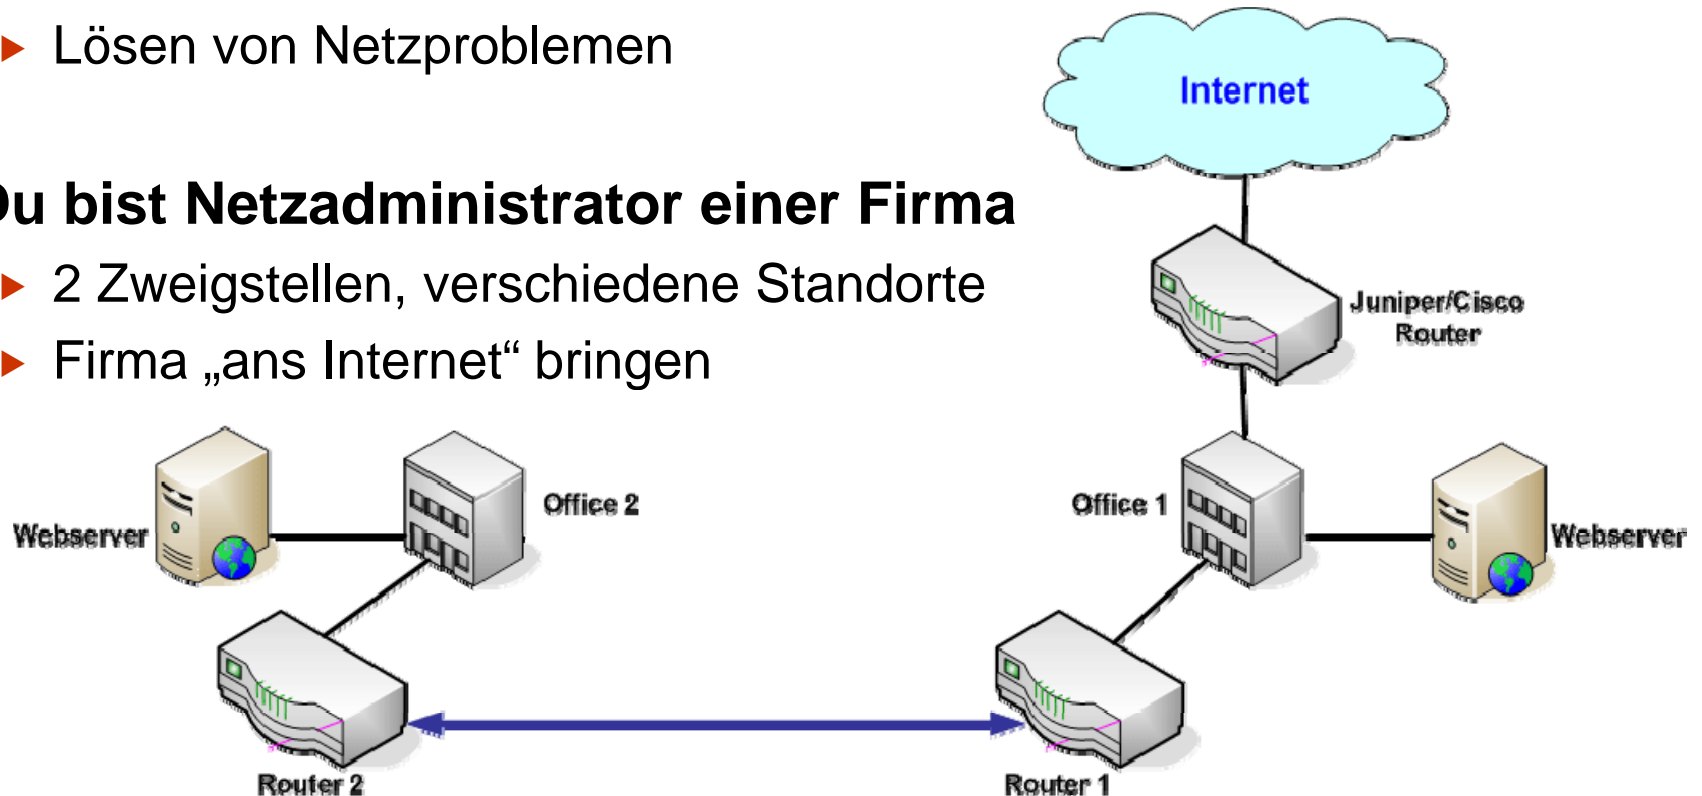 Lösen von Netzproblemen
Du bist Netzadministrator einer Firma
2 Zweigstellen, verschiedene Standorte
Firma „ans Internet“ bringen
Internet
Juniper/Cisco
Router
Webserver
Office 2
Office 1
Webserver
Router 2
Router 1